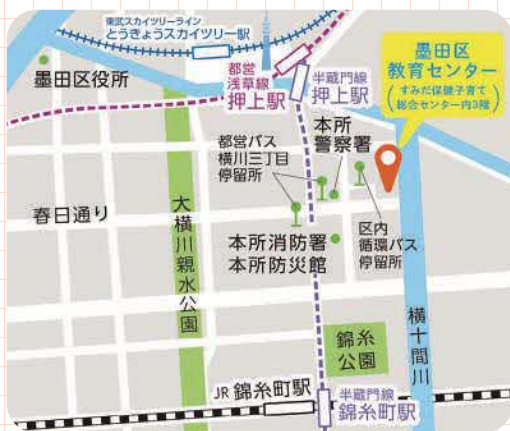 東武スカイツリーライン
とうきょうスカイツリー駅
墨田区役所
都営
浅草線
押上駅
半蔵門線
押上駅
墨田区
教育センター
(すみだ保健子育て
総合センター内3階)
都営バス
横川三丁目
停留所
本所
警察署
春日通り
大横川親水公園
本所消防署
本所防災館
区内
循環バス
停留所
横十間川
錦糸
公園
JR 錦糸町駅
半蔵門線
錦糸町駅